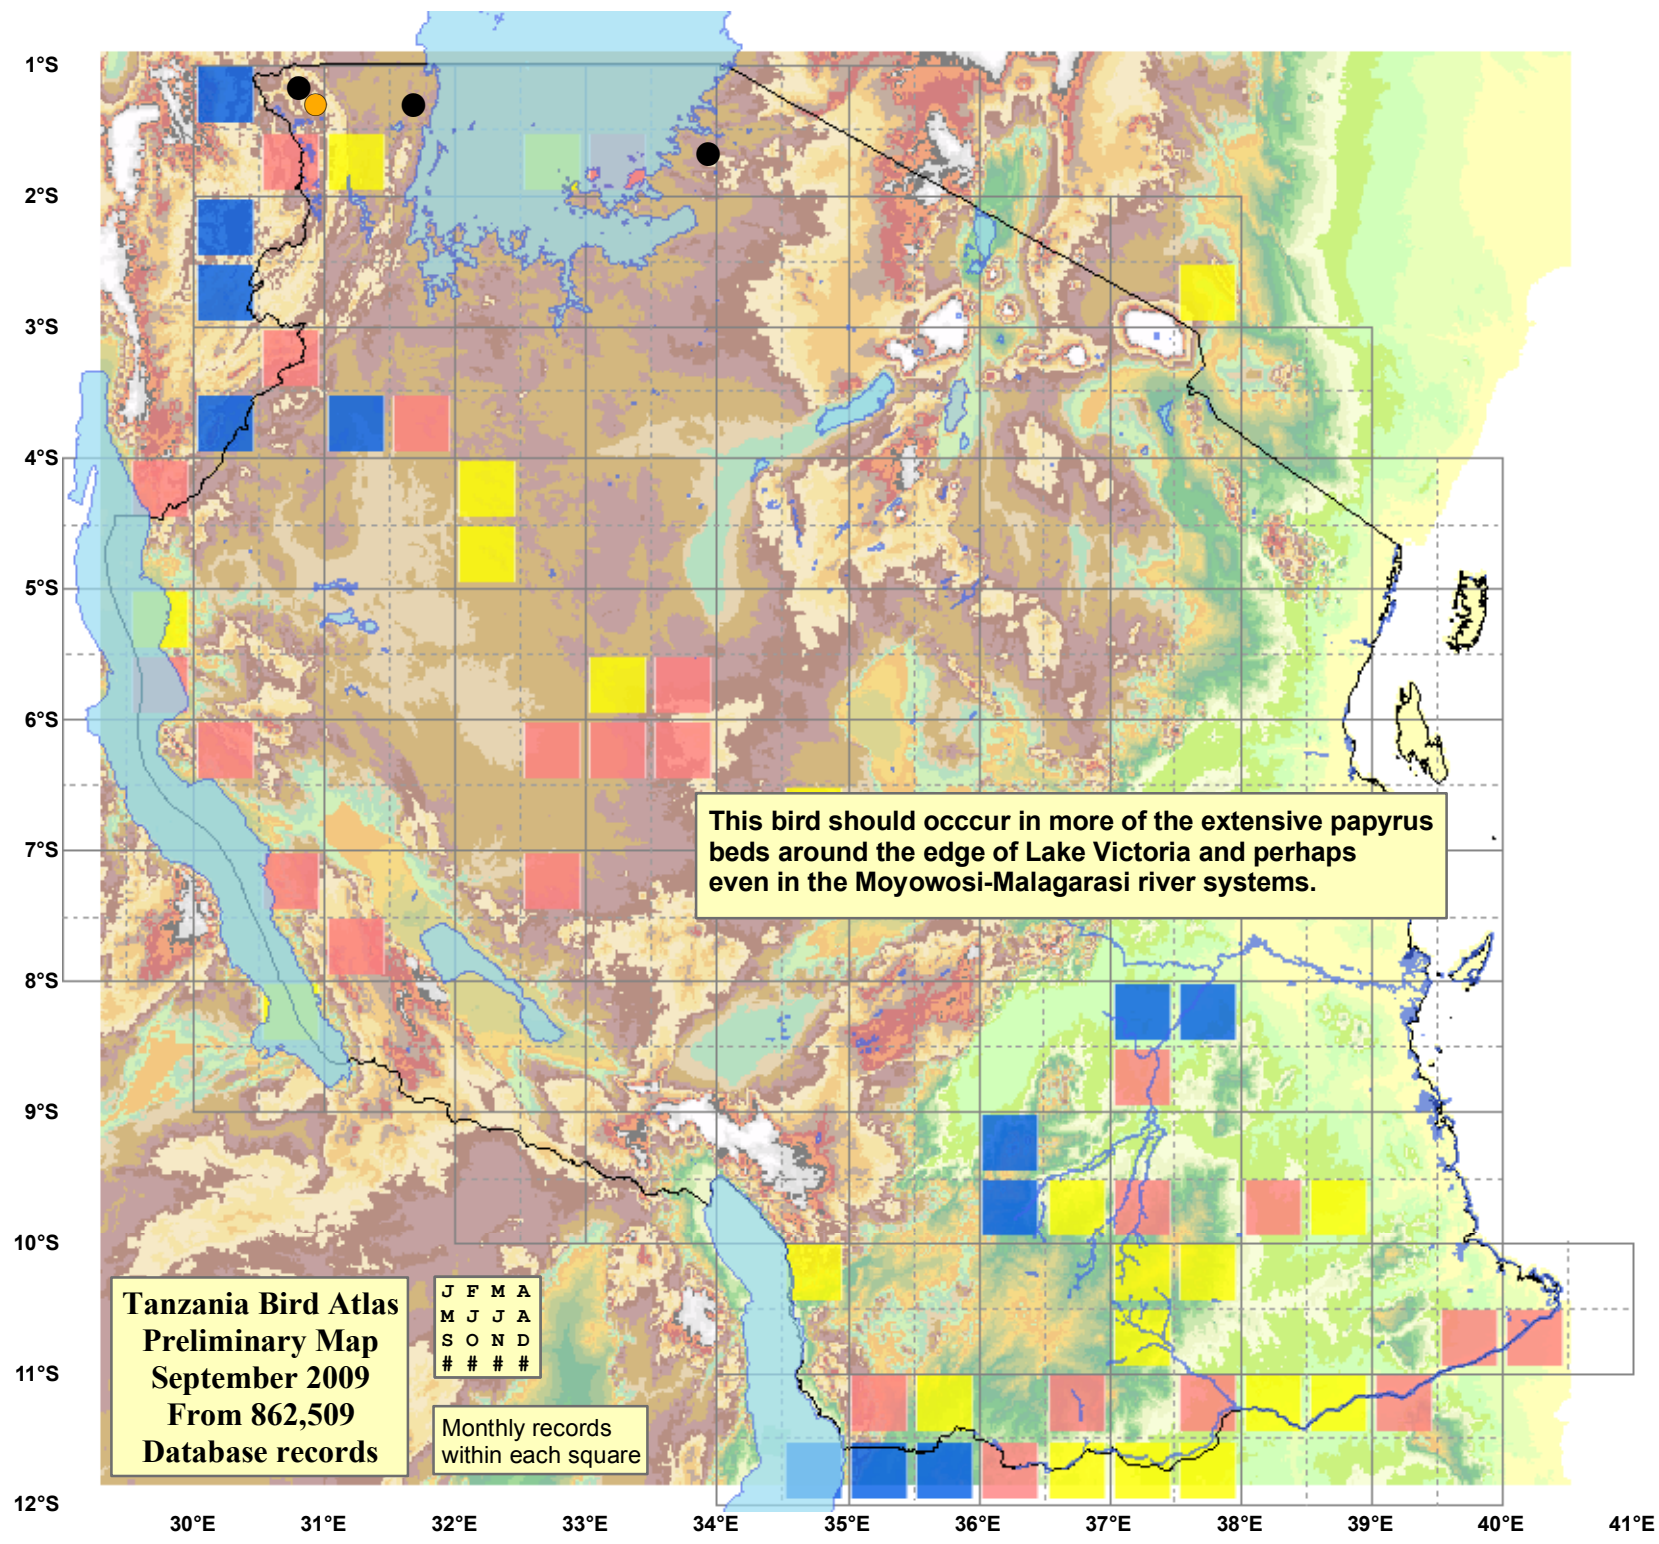 1°S
2°S
3°S
4°S
5°S
6°S
This bird should occcur in more of the extensive papyrus
beds around the edge of Lake Victoria and perhaps
even in the Moyowosi-Malagarasi river systems.
7°S
8°S
9°S
10°S
Tanzania Bird Atlas
Preliminary Map
September 2009
From 862,509
Database records
J F M A
M J J A
S O N D
# # # #
Monthly records
within each square
11°S
12°S
30°E 31°E 32°E 33°E 34°E 35°E 36°E 37°E 38°E 39°E 40°E 41°E